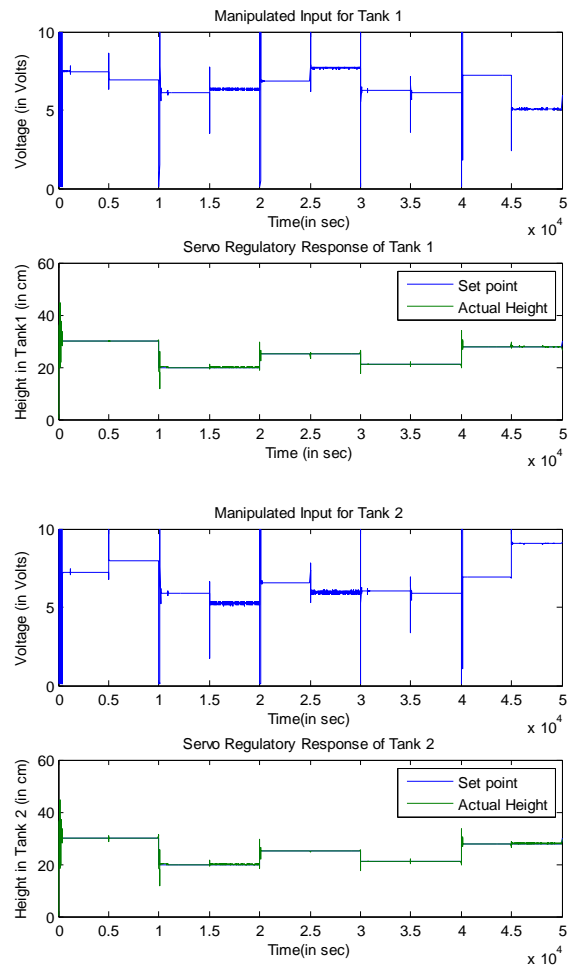 Manipulated Input for Tank 1
10
5
0
Voltage (in Volts)
0 0.5 1 1.5 2 2.5 3 3.5 4 4.5 5
x 10^4
Time(in sec)
Servo Regulatory Response of Tank 1
60
40
20
0
Height in Tank1 (in cm)
Set point
Actual Height
0 0.5 1 1.5 2 2.5 3 3.5 4 4.5 5
x 10^4
Time (in sec)
Manipulated Input for Tank 2
10
5
0
Voltage (in Volts)
0 0.5 1 1.5 2 2.5 3 3.5 4 4.5 5
x 10^4
Time(in sec)
Servo Regulatory Response of Tank 2
60
40
20
0
Height in Tank 2 (in cm)
Set point
Actual Height
0 0.5 1 1.5 2 2.5 3 3.5 4 4.5 5
x 10^4
Time(in sec)